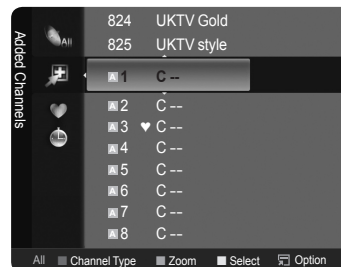 Added Channels
All
824 UKTV Gold
825 UKTV style
A 1 C --
A 2 C --
A 3 ♥ C --
A 4 C --
A 5 C --
A 6 C --
A 7 C --
A 8 C --
All Channel Type Zoom Select Option